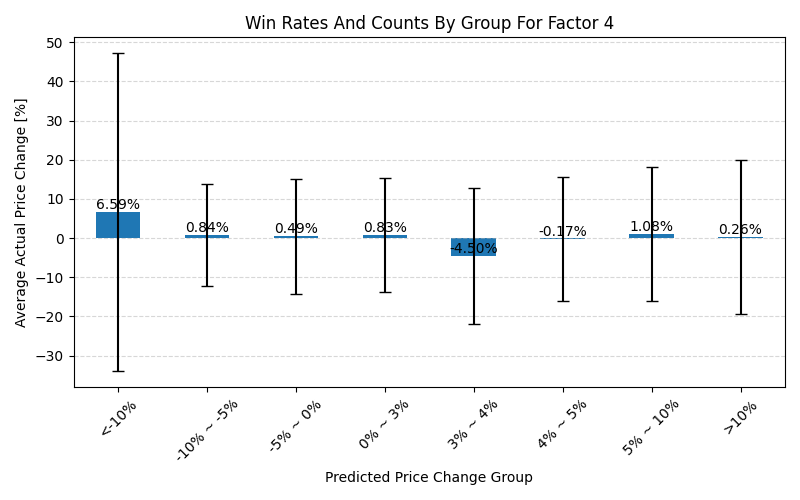 Win Rates And Counts By Group For Factor 4
Average Actual Price Change [%]
50
40
30
20
10
0
−10
−20
−30
6.59%
0.84%
0.49%
0.83%
-4.50%
-0.17%
1.08%
0.26%
<-10%
-10% ~ -5%
-5% ~ 0%
0% ~ 3%
3% ~ 4%
4% ~ 5%
5% ~ 10%
>10%
Predicted Price Change Group